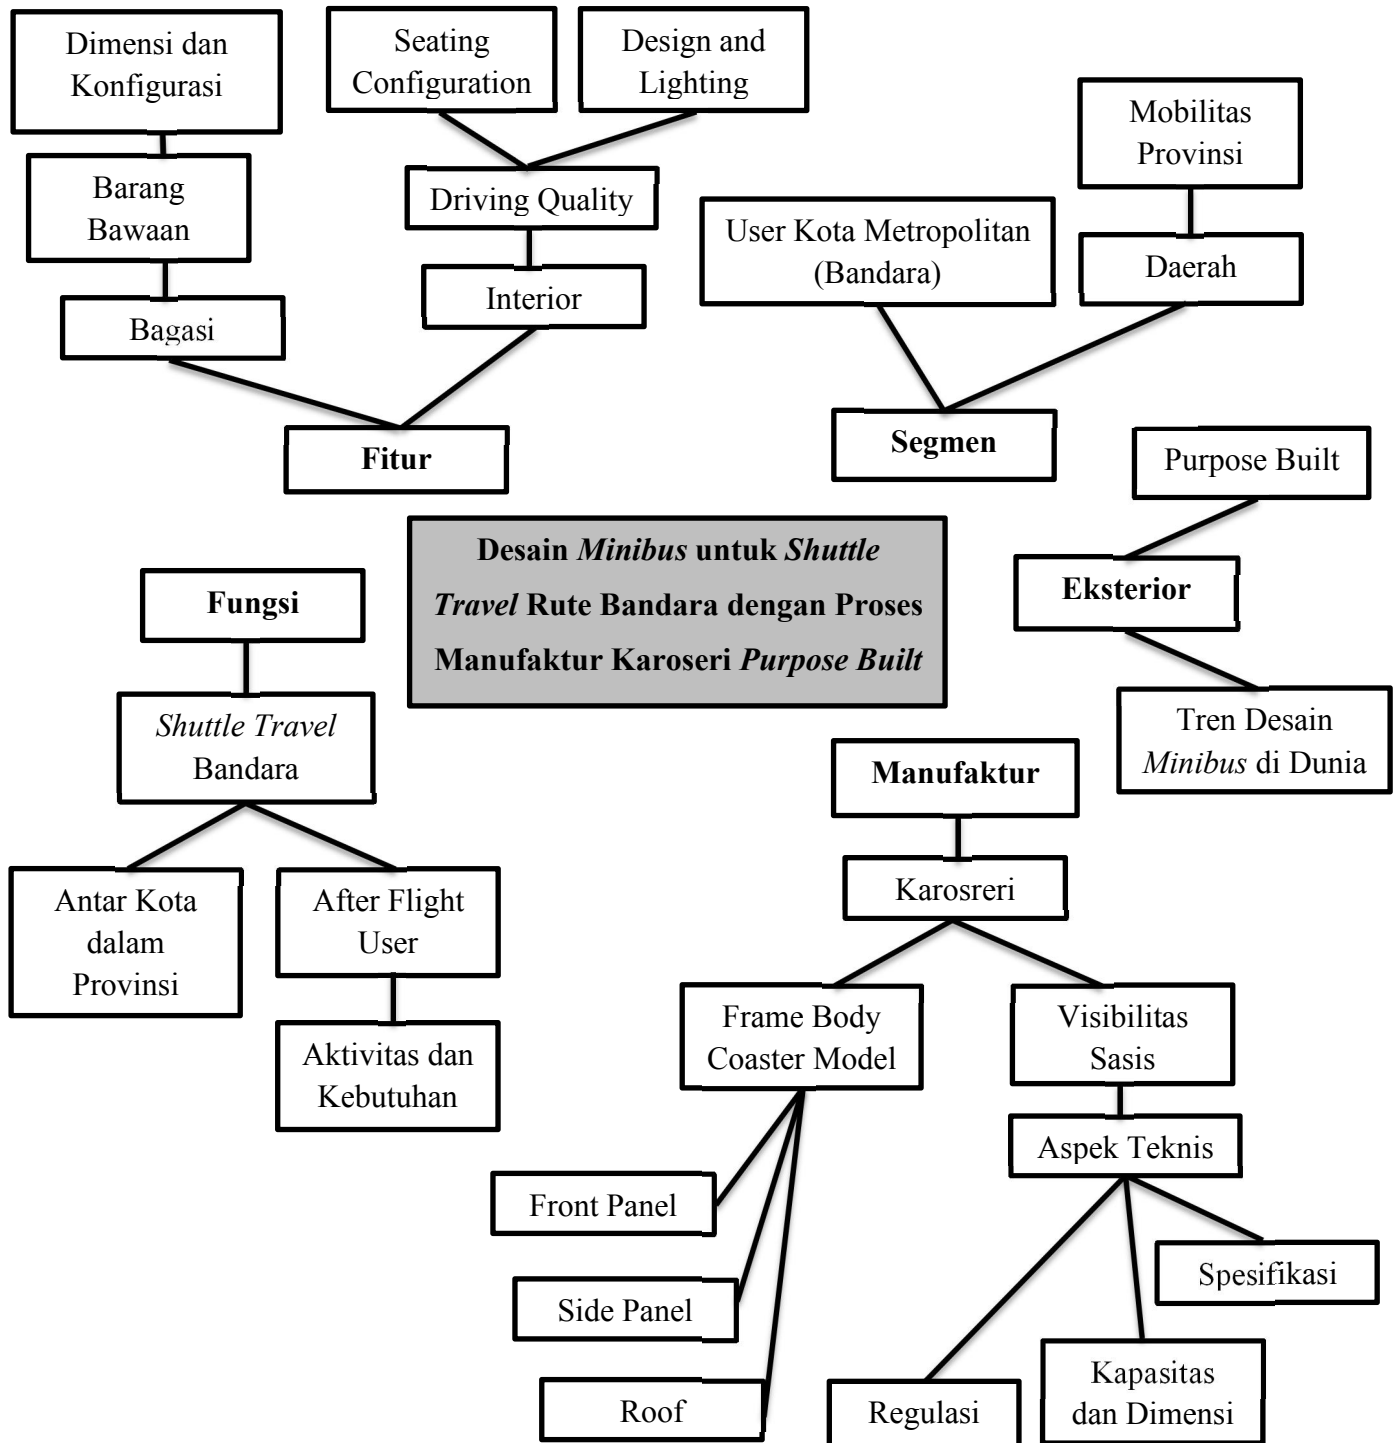 Dimensi dan
Konfigurasi
Seating
Configuration
Design and
Lighting
Mobilitas
Provinsi
Barang
Bawaan
Driving Quality
User Kota Metropolitan
(Bandara)
Daerah
Bagasi
Interior
Fitur
Segmen
Purpose Built
Desain Minibus untuk Shuttle
Travel Rute Bandara dengan Proses
Manufaktur Karoseri Purpose Built
Fungsi
Eksterior
Shuttle Travel
Bandara
Tren Desain
Minibus di Dunia
Manufaktur
Antar Kota
dalam
Provinsi
After Flight
User
Karosreri
Aktivitas dan
Kebutuhan
Frame Body
Coaster Model
Visibilitas
Sasis
Aspek Teknis
Front Panel
Side Panel
Roof
Spesifikasi
Kapasitas
dan Dimensi
Regulasi